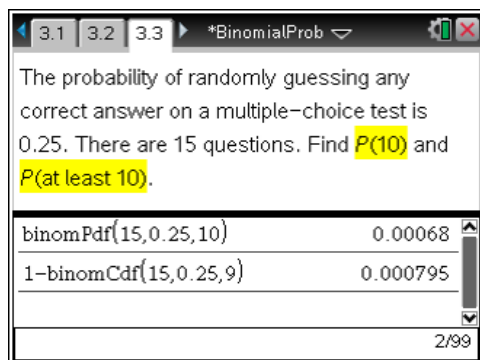 3.1 3.2 3.3 *BinomialProb
The probability of randomly guessing any
correct answer on a multiple-choice test is
0.25. There are 15 questions. Find P(10) and
P(at least 10).
binomPdf(15,0.25,10) 0.00068
1-binomCdf(15,0.25,9) 0.000795
2/99